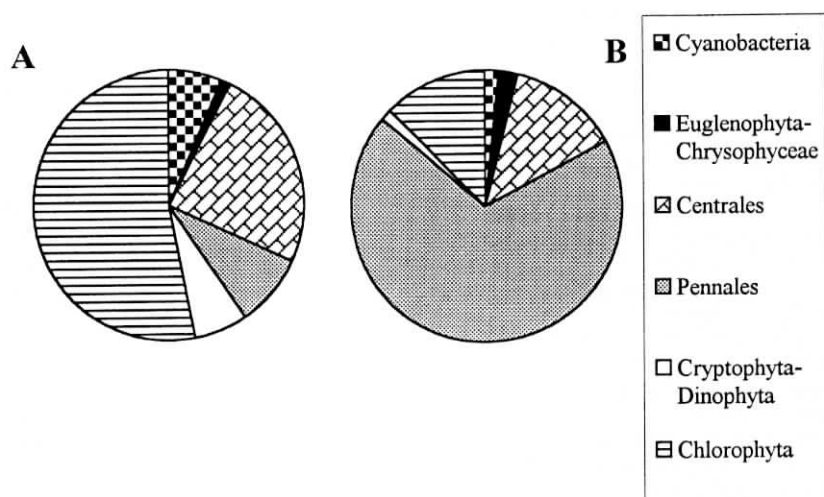 A
B
Cyanobacteria
Euglenophyta-
Chrysophyceae
Centrales
Pennales
Cryptophyta-
Dinophyta
Chlorophyta